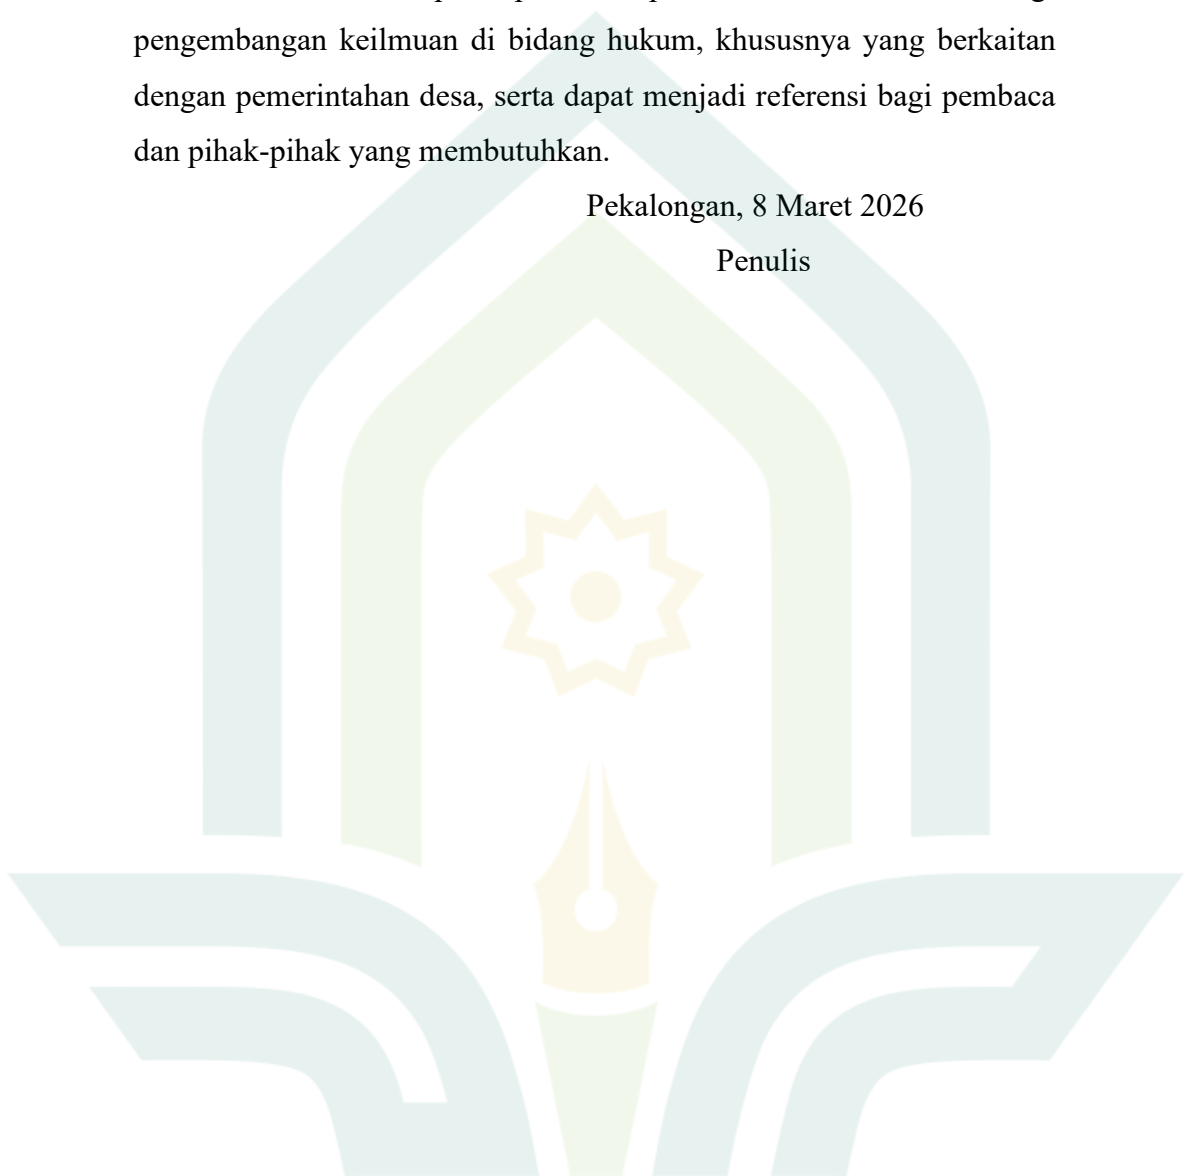 pengembangan keilmuan di bidang hukum, khususnya yang berkaitan
dengan pemerintahan desa, serta dapat menjadi referensi bagi pembaca
dan pihak-pihak yang membutuhkan.
Pekalongan, 8 Maret 2026
Penulis